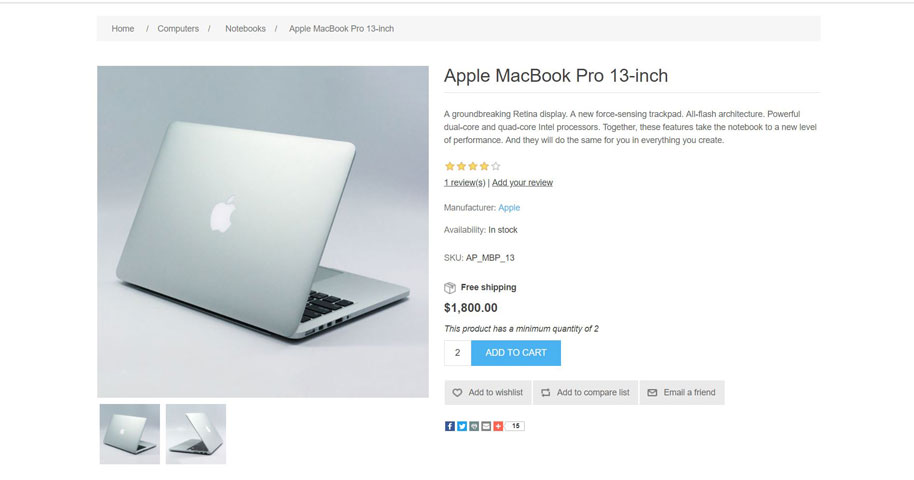 Home / Computers / Notebooks / Apple MacBook Pro 13-inch
Apple MacBook Pro 13-inch
A groundbreaking Retina display. A new force-sensing trackpad. All-flash architecture. Powerful
dual-core and quad-core Intel processors. Together, these features take the notebook to a new level
of performance. And they will do the same for you in everything you create.
1 review(s) | Add your review
Manufacturer: Apple
Availability: In stock
SKU: AP_MBP_13
Free shipping
$1,800.00
This product has a minimum quantity of 2
2 ADD TO CART
Add to wishlist Add to compare list Email a friend
15